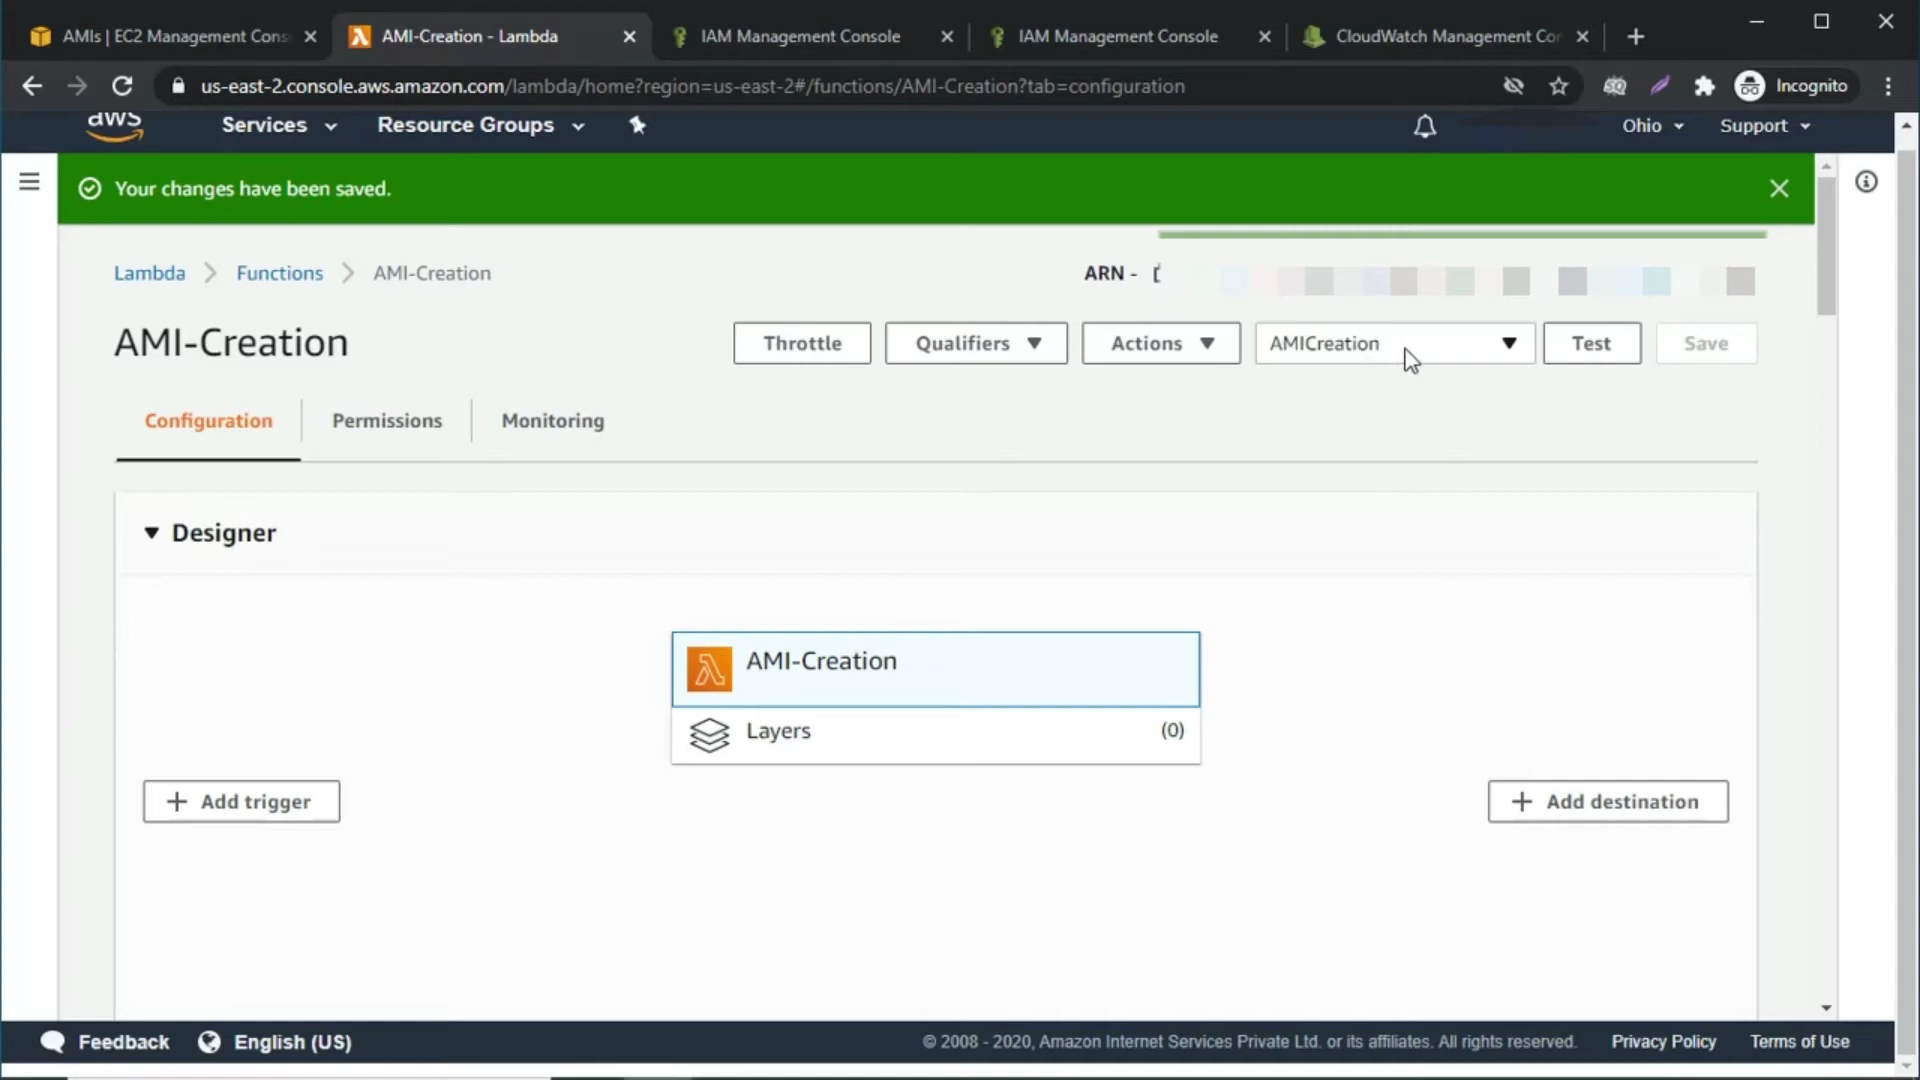 AMIs | EC2 Management Cons
AMI-Creation - Lambda
IAM Management Console
IAM Management Console
CloudWatch Management Con
us-east-2.console.aws.amazon.com/lambda/home?region=us-east-2#/functions/AMI-Creation?tab=configuration
Incognito
aws
Services
Resource Groups
Ohio
Support
Your changes have been saved.
Lambda
Functions
AMI-Creation
ARN -
AMI-Creation
Throttle
Qualifiers
Actions
AMICreation
Test
Save
Configuration
Permissions
Monitoring
Designer
AMI-Creation
Layers
(0)
+ Add trigger
+ Add destination
Feedback
English (US)
© 2008 - 2020, Amazon Internet Services Private Ltd. or its affiliates. All rights reserved.
Privacy Policy
Terms of Use